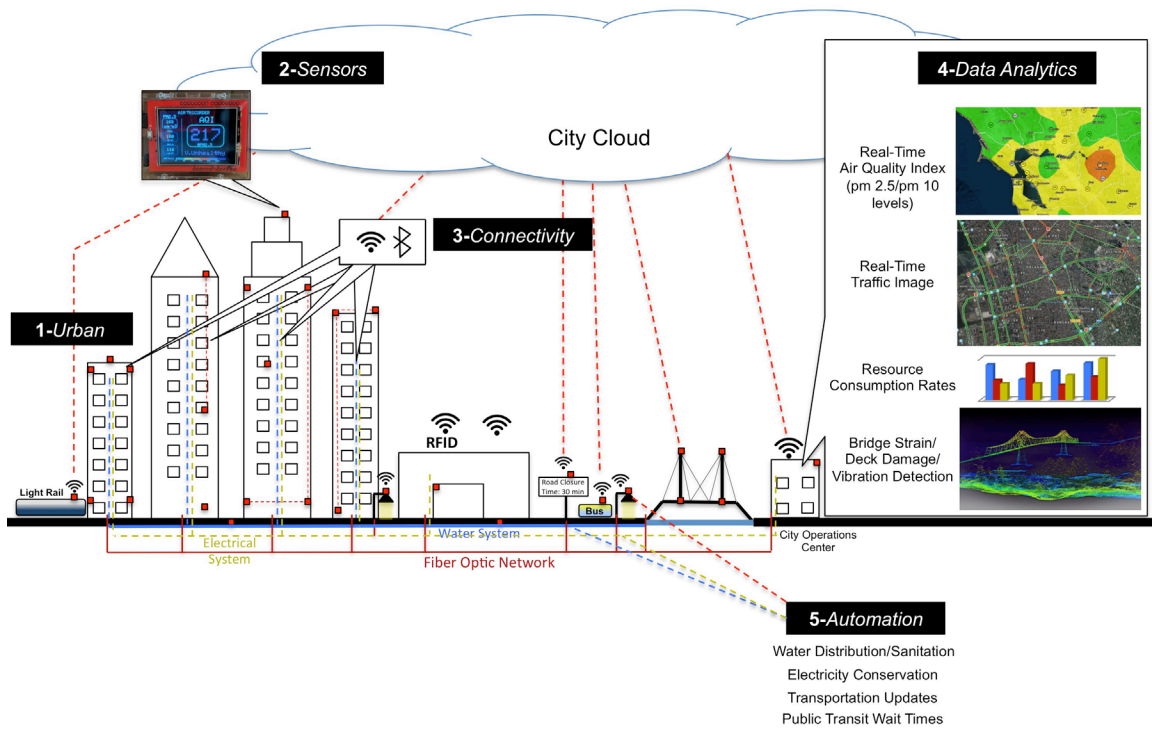 2-Sensors
4-Data Analytics
AIR TRICORDER
AQI
217
V.Unhealthy
City Cloud
Real-Time
Air Quality Index
(pm 2.5/pm 10
levels)
3-Connectivity
Real-Time
Traffic Image
1-Urban
Resource
Consumption Rates
RFID
Bridge Strain/
Deck Damage/
Vibration Detection
Light Rail
Road Closure
Time: 30 min
Bus
Electrical
System
Water System
City Operations
Center
Fiber Optic Network
5-Automation
Water Distribution/Sanitation
Electricity Conservation
Transportation Updates
Public Transit Wait Times